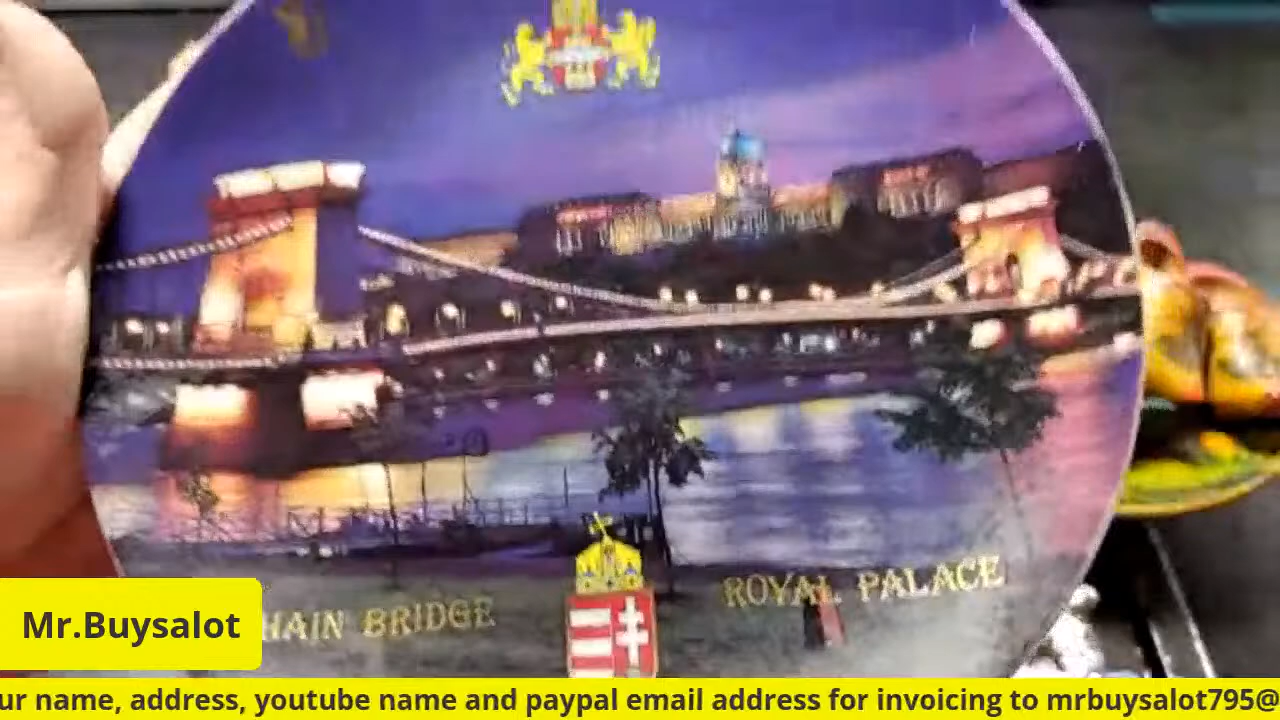 HAIN BRIDGE
ROYAL PALACE
Mr.Buysalot
ur name, address, youtube name and paypal email address for invoicing to mrbuysalot795@